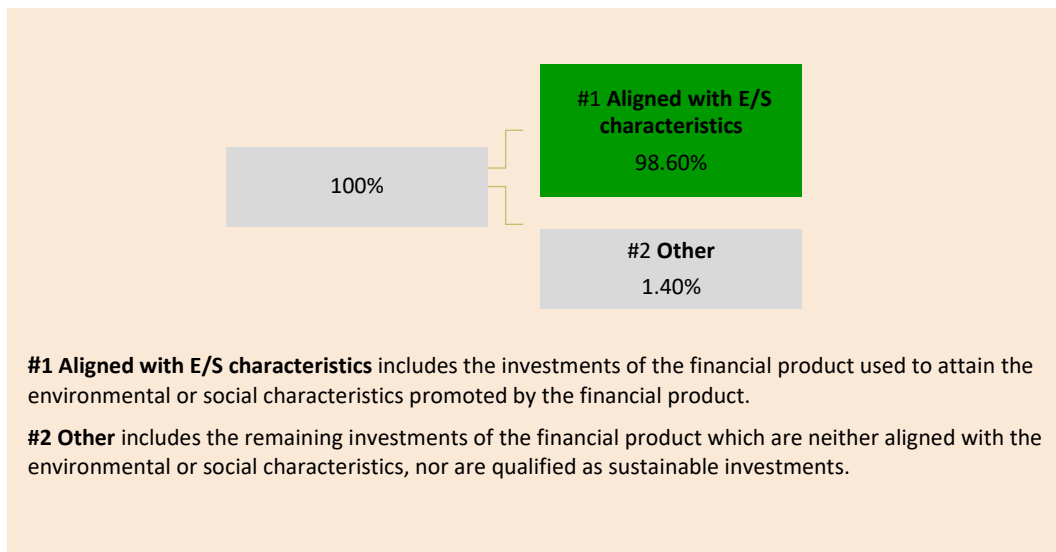 #1 Aligned with E/S
characteristics
98.60%
100%
#2 Other
1.40%
#1 Aligned with E/S characteristics includes the investments of the financial product used to attain the
environmental or social characteristics promoted by the financial product.
#2 Other includes the remaining investments of the financial product which are neither aligned with the
environmental or social characteristics, nor are qualified as sustainable investments.